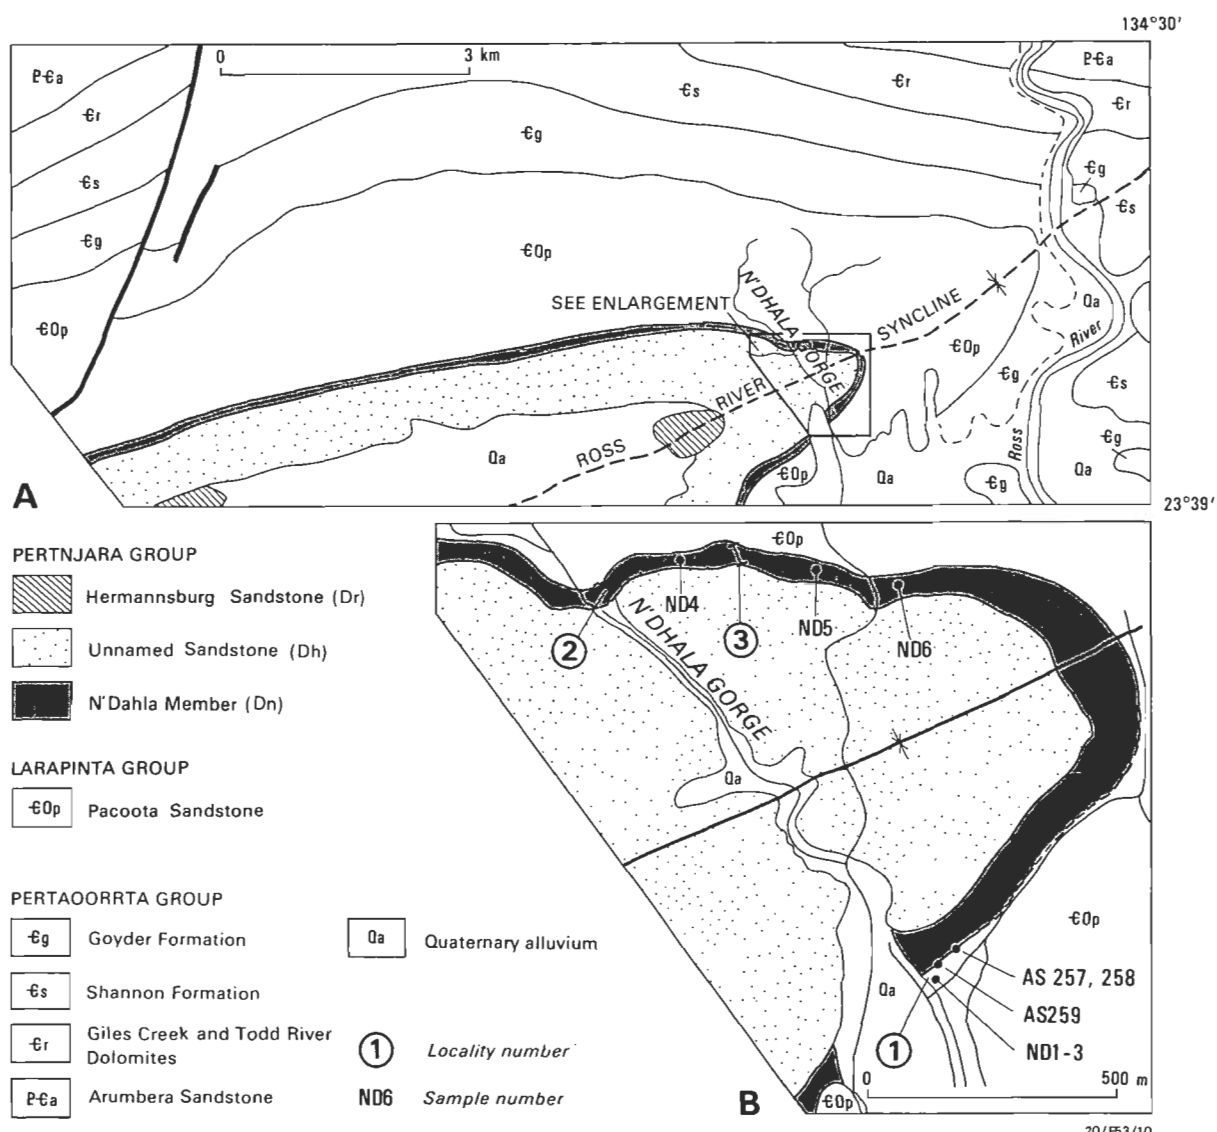 134°30′
0 3 km
P-Ꞓa
Ꞓr
Ꞓs
Ꞓg
ꞒOp
Ꞓg
Ꞓs
Ꞓr
P-Ꞓa
Ꞓr
Ꞓg
Ꞓs
ꞒOp
SEE ENLARGEMENT
N'DHALA GORGE
SYNCLINE
RIVER
ROSS
Qa
ꞒOp
Qa
ꞒOp
Ꞓg
Qa
River
Ross
Ꞓs
Ꞓg
Qa
Ꞓg
A
23°39′
PERTNJARA GROUP
Hermannsburg Sandstone (Dr)
Unnamed Sandstone (Dh)
N'Dahla Member (Dn)
LARAPINTA GROUP
ꞒOp Pacoota Sandstone
PERTAOORRTA GROUP
Ꞓg Goyder Formation
Ꞓs Shannon Formation
Ꞓr Giles Creek and Todd River
Dolomites
P-Ꞓa Arumbera Sandstone
Qa Quaternary alluvium
1 Locality number
ND6 Sample number
ꞒOp
ND4
3
ND5
ND6
2
N'DHALA GORGE
Qa
ꞒOp
AS 257, 258
AS259
ND1-3
Qa
1
0 500 m
ꞒOp
B
20/F53/10